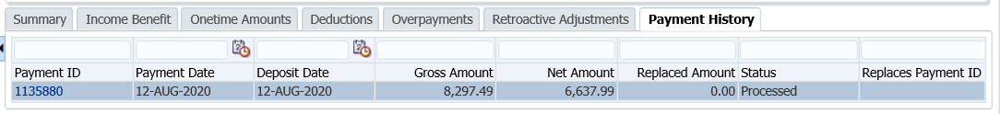 Summary Income Benefit Onetime Amounts Deductions Overpayments Retroactive Adjustments Payment History
Payment ID Payment Date Deposit Date Gross Amount Net Amount Replaced Amount Status Replaces Payment ID
1135880 12-AUG-2020 12-AUG-2020 8,297.49 6,637.99 0.00 Processed